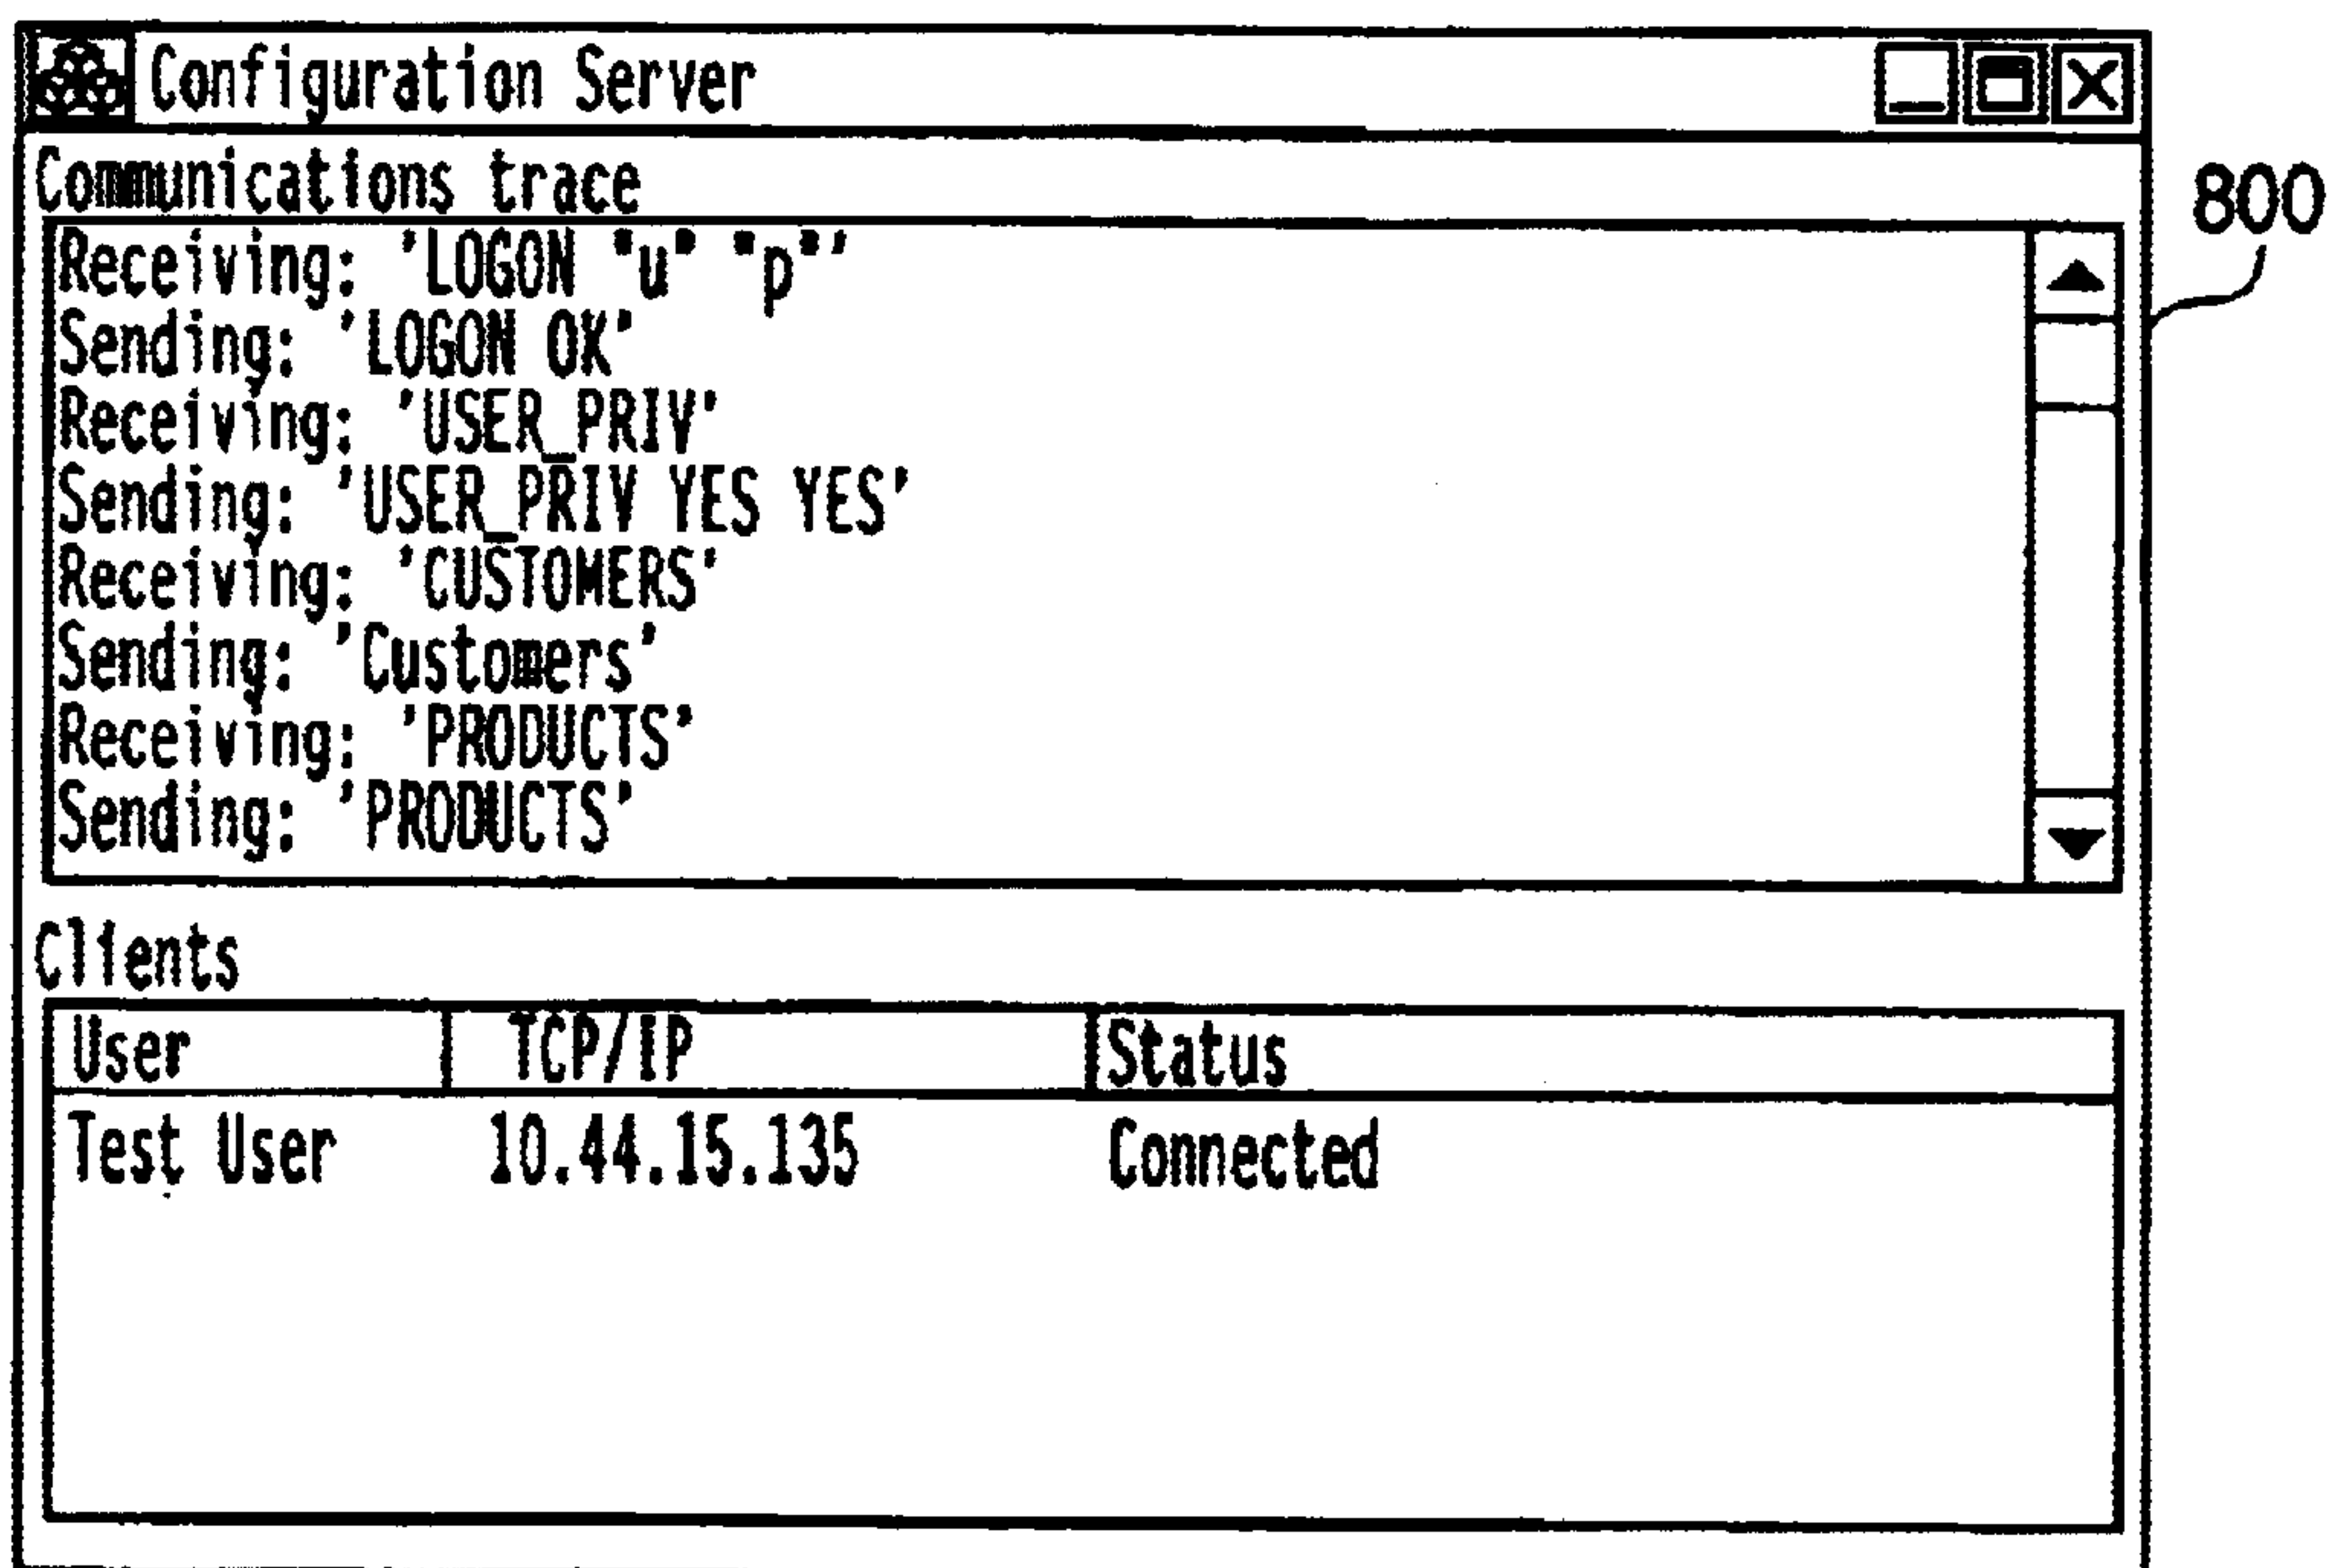 Configuration Server
Communications trace
800
Receiving: 'LOGON "u" "p"'
Sending: 'LOGON OK'
Receiving: 'USER_PRIV'
Sending: 'USER_PRIV YES YES'
Receiving: 'CUSTOMERS'
Sending: 'Customers'
Receiving: 'PRODUCTS'
Sending: 'PRODUCTS'
Clients
User TCP/IP Status
Test User 10.44.15.135 Connected